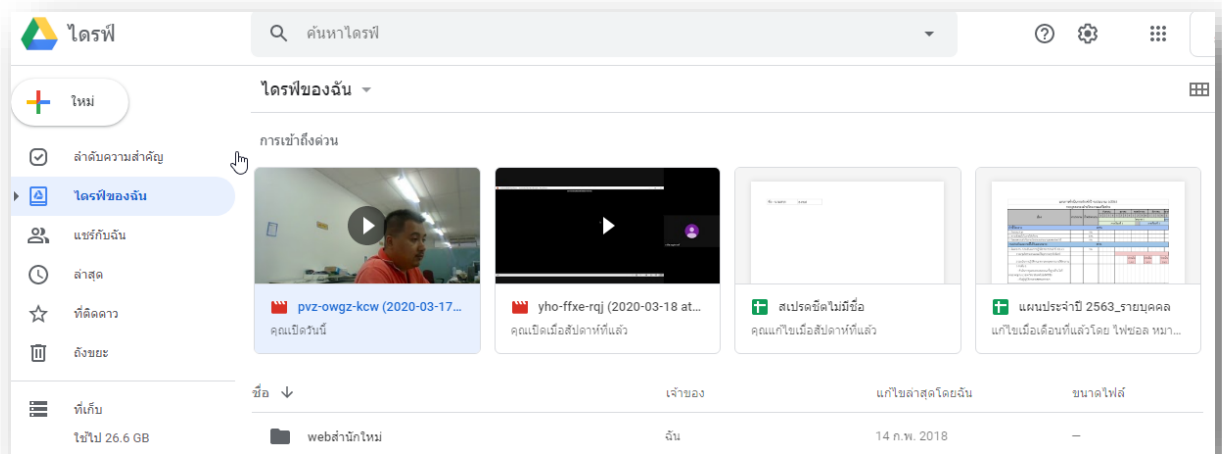 ไดรฟ์
ค้นหาไดรฟ์
ใหม่
ลำดับความสำคัญ
ไดรฟ์ของฉัน
แชร์กับฉัน
ล่าสุด
ที่ติดดาว
ถังขยะ
ที่เก็บ
ใช้ไป 26.6 GB
ไดรฟ์ของฉัน
การเข้าถึงด่วน
pvz-owgz-kcw (2020-03-17...
คุณเปิดวันนี้
yho-ffxe-rqj (2020-03-18 at...
คุณเปิดเมื่อสัปดาห์ที่แล้ว
สเปรดชีตไม่มีชื่อ
คุณแก้ไขเมื่อสัปดาห์ที่แล้ว
แผนประจำปี 2563_รายบุคคล
แก้ไขเมื่อเดือนที่แล้วโดย ไฟซอล หมา...
ชื่อ เจ้าของ แก้ไขล่าสุดโดยฉัน ขนาดไฟล์
webสำนักใหม่ ฉัน 14 ก.พ. 2018 —